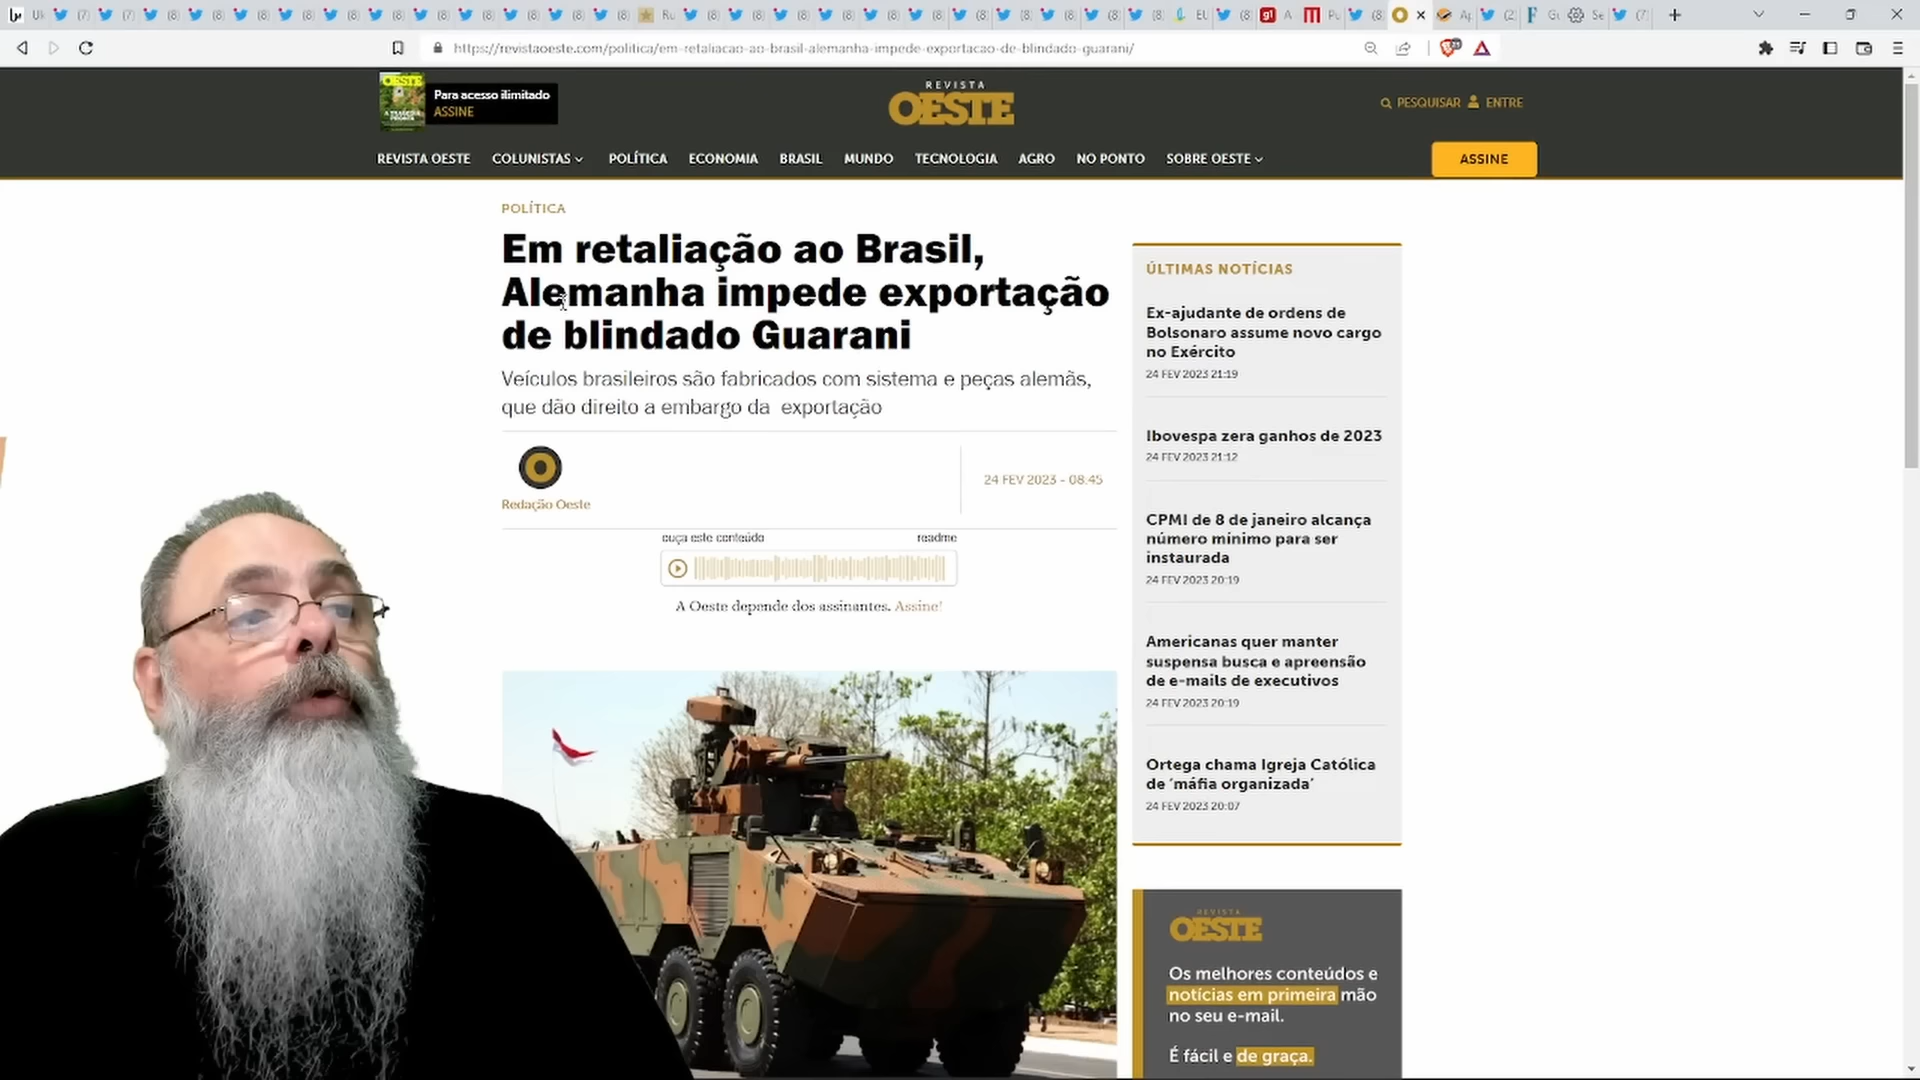 https://revistaoeste.com/politica/em-retaliacao-ao-brasil-alemanha-impede-exportacao-de-blindado-guarani/
OESTE
Para acesso ilimitado
ASSINE
REVISTA
OESTE
PESQUISAR
ENTRE
REVISTA OESTE
COLUNISTAS
POLÍTICA
ECONOMIA
BRASIL
MUNDO
TECNOLOGIA
AGRO
NO PONTO
SOBRE OESTE
ASSINE
POLÍTICA
Em retaliação ao Brasil,
Alemanha impede exportação
de blindado Guarani
Veículos brasileiros são fabricados com sistema e peças alemãs,
que dão direito a embargo da exportação
Redação Oeste
24 FEV 2023 - 08:45
ouça este conteúdo
readme
A Oeste depende dos assinantes. Assine!
ÚLTIMAS NOTÍCIAS
Ex-ajudante de ordens de
Bolsonaro assume novo cargo
no Exército
24 FEV 2023 21:19
Ibovespa zera ganhos de 2023
24 FEV 2023 21:12
CPMI de 8 de janeiro alcança
número mínimo para ser
instaurada
24 FEV 2023 20:19
Americanas quer manter
suspensa busca e apreensão
de e-mails de executivos
24 FEV 2023 20:19
Ortega chama Igreja Católica
de ‘máfia organizada’
24 FEV 2023 20:07
REVISTA
OESTE
Os melhores conteúdos e
notícias em primeira mão
no seu e-mail.
É fácil e de graça.